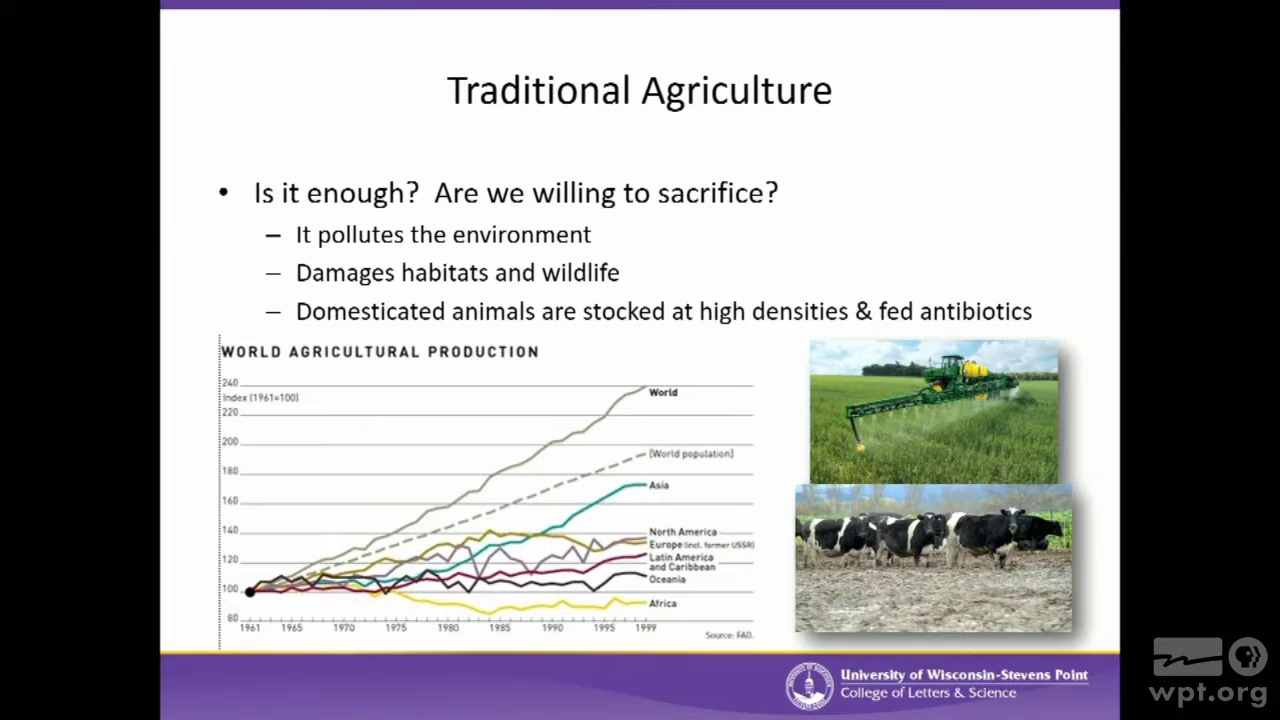 Traditional Agriculture
• Is it enough? Are we willing to sacrifice?
– It pollutes the environment
– Damages habitats and wildlife
– Domesticated animals are stocked at high densities & fed antibiotics
WORLD AGRICULTURAL PRODUCTION
240
Index (1961=100)
220
200
180
160
140
120
100
80
World
(World population)
Asia
North America
Europe (incl. former USSR)
Latin America
and Caribbean
Oceania
Africa
1961 1965 1970 1975 1980 1985 1990 1995 1999
Source: FAO.
University of Wisconsin-Stevens Point
College of Letters & Science
PBS
wpt.org